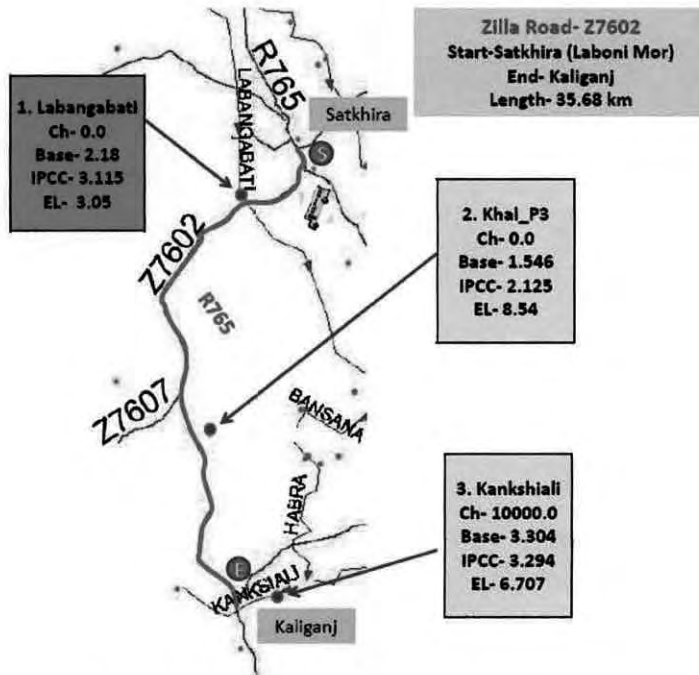 Zilla Road- Z7602
Start-Satkhira (Laboni Mor)
End- Kaliganj
Length- 35.68 km
R765
LABANGABATI
Satkhira
S
1. Labangabati
Ch- 0.0
Base- 2.18
IPCC- 3.115
EL- 3.05
Z7602
R765
2. Khal_P3
Ch- 0.0
Base- 1.546
IPCC- 2.125
EL- 8.54
Z7607
BANSANA
HABRA
3. Kankshiali
Ch- 10000.0
Base- 3.304
IPCC- 3.294
EL- 6.707
E
KANKSIALI
Kaliganj